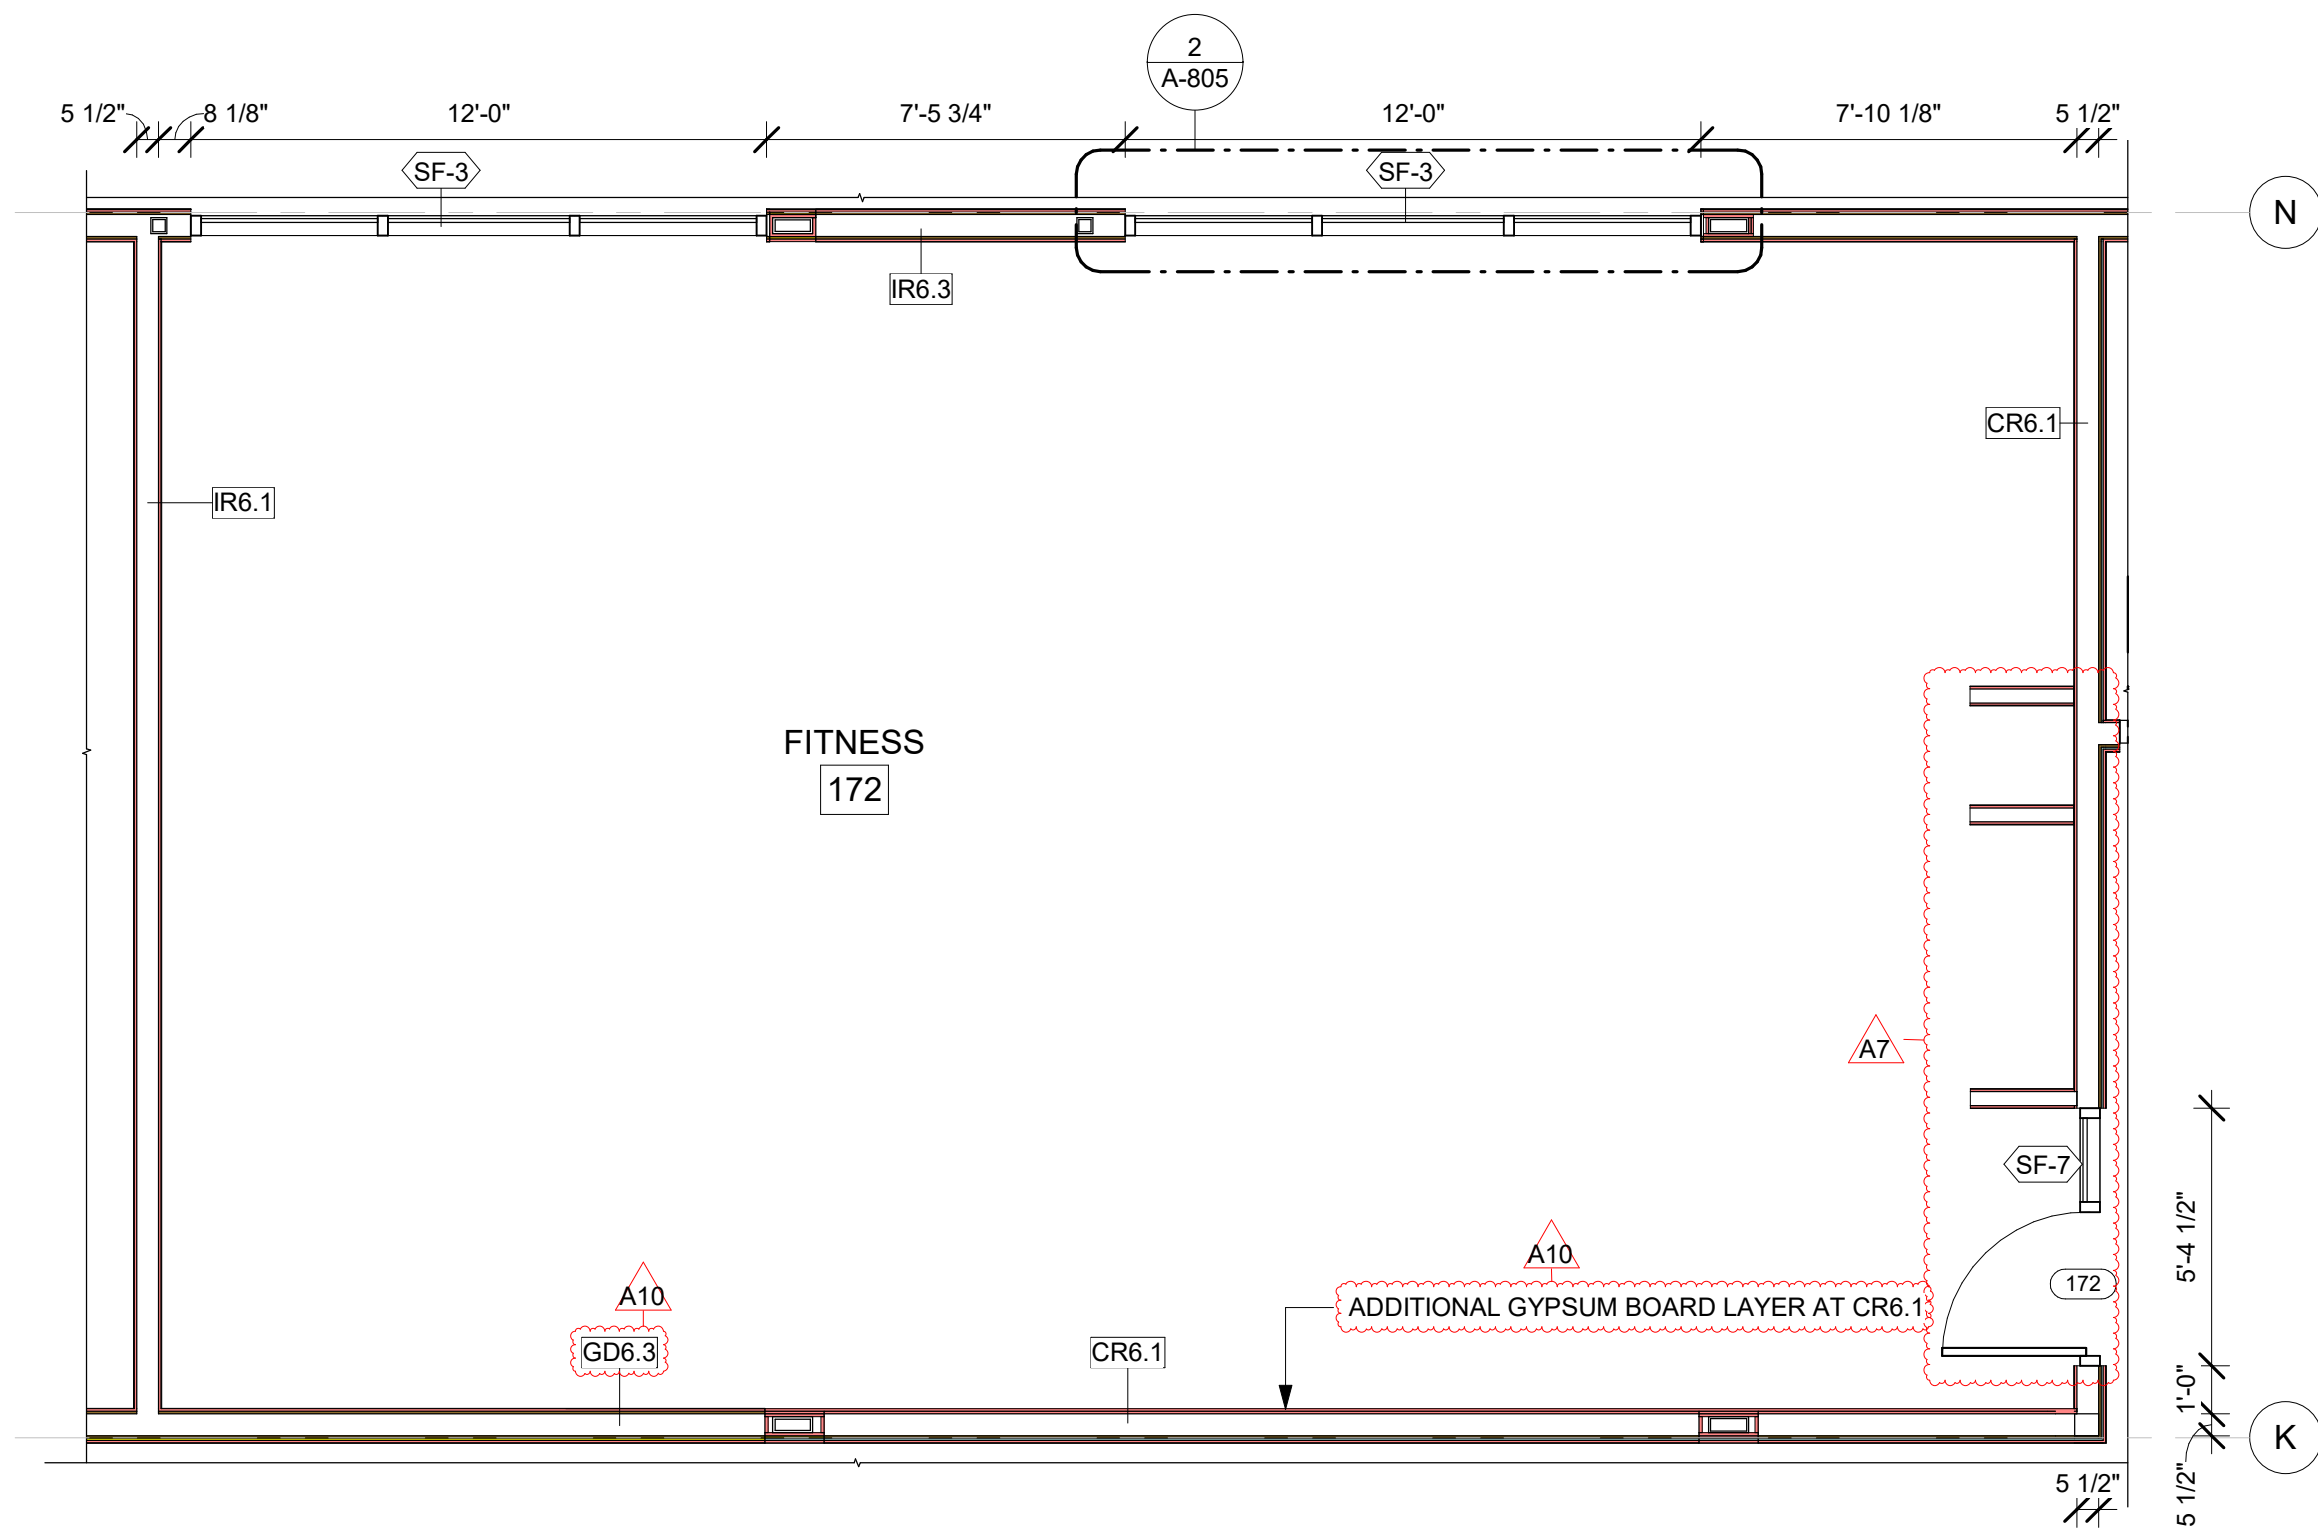 2
A-805
5 1/2"
8 1/8"
12'-0"
7'-5 3/4"
12'-0"
7'-10 1/8"
5 1/2"
SF-3
SF-3
N
IR6.3
CR6.1
IR6.1
FITNESS
172
A7
SF-7
5'-4 1/2"
A10
172
A10
ADDITIONAL GYPSUM BOARD LAYER AT CR6.1
GD6.3
CR6.1
1'-0"
K
5 1/2"
5 1/2"